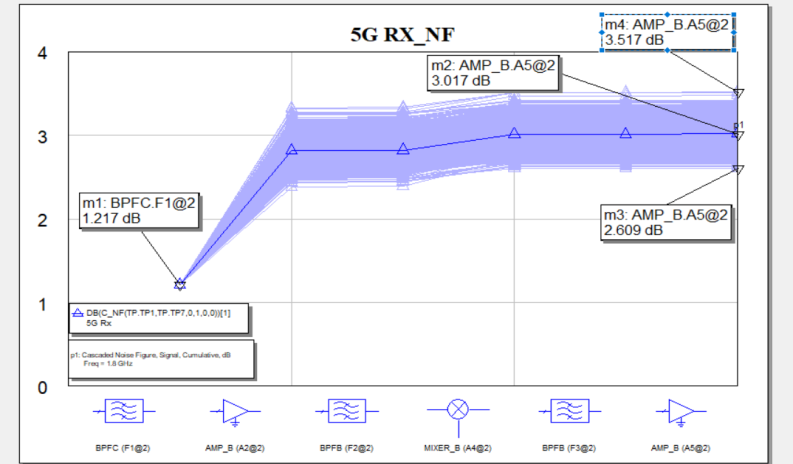 5G RX_NF
m4: AMP_B.A5@2
3.517 dB
m2: AMP_B.A5@2
3.017 dB
4
3
2
1
0
p1
m1: BPFC.F1@2
1.217 dB
m3: AMP_B.A5@2
2.609 dB
DB(C_NF(TP.TP1,TP.TP7,0,1,0,0))[1]
5G Rx
p1: Cascaded Noise Figure, Signal, Cumulative, dB
Freq = 1.8 GHz
BPFC (F1@2)
AMP_B (A2@2)
BPFB (F2@2)
MIXER_B (A4@2)
BPFB (F3@2)
AMP_B (A5@2)